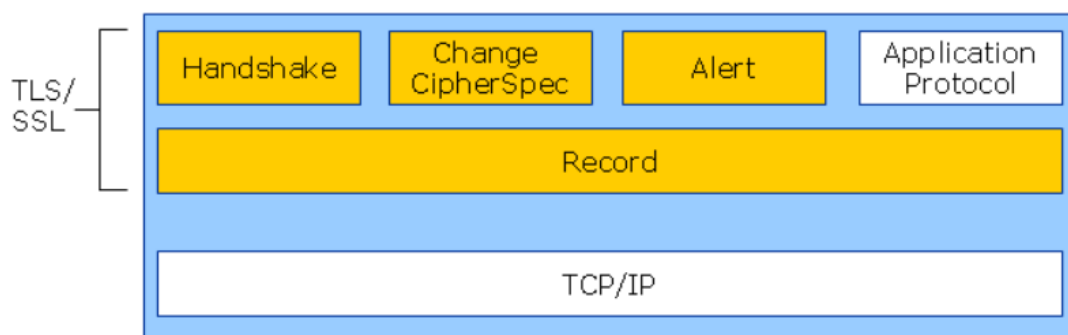 TLS/
SSL
Handshake
Change
CipherSpec
Alert
Application
Protocol
Record
TCP/IP